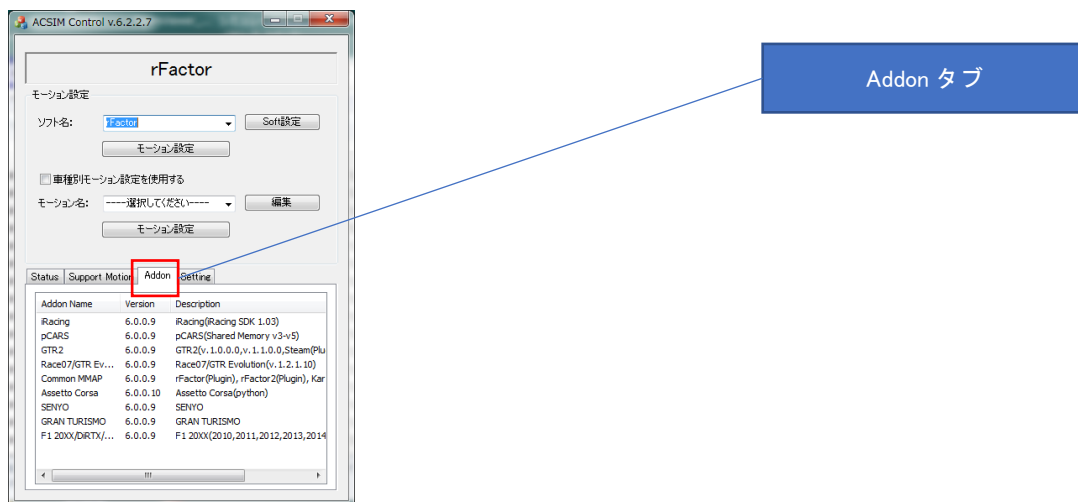 ACSIM Control v.6.2.2.7
rFactor
モーション設定
ソフト名: rFactor Soft設定
モーション設定
車種別モーション設定を使用する
モーション名: ----選択してください---- 編集
モーション設定
Status Support Motion Addon Setting
Addon Name Version Description
iRacing 6.0.0.9 iRacing(iRacing SDK 1.03)
pCARS 6.0.0.9 pCARS(Shared Memory v3-v5)
GTR2 6.0.0.9 GTR2(v.1.0.0.0,v.1.1.0.0,Steam(Plu
Race07/GTR Ev... 6.0.0.9 Race07/GTR Evolution(v.1.2.1.10)
Common MMAP 6.0.0.9 rFactor(Plugin), rFactor2(Plugin), Kar
Assetto Corsa 6.0.0.10 Assetto Corsa(python)
SENYO 6.0.0.9 SENYO
GRAN TURISMO 6.0.0.9 GRAN TURISMO
F1 20XX/DiRTX/... 6.0.0.9 F1 20XX(2010,2011,2012,2013,2014
Addon タブ